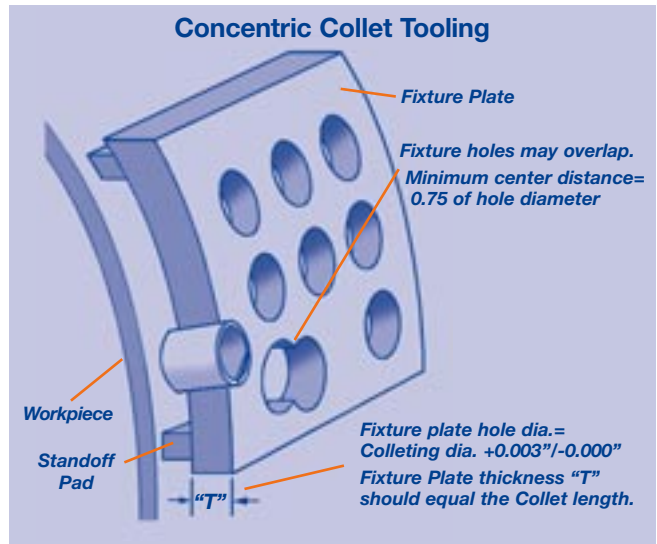 Concentric Collet Tooling
Fixture Plate
Fixture holes may overlap.
Minimum center distance=
0.75 of hole diameter
Workpiece
Standoff
Pad
Fixture plate hole dia.=
Colleting dia. +0.003”/-0.000”
Fixture Plate thickness “T”
should equal the Collet length.
“T”